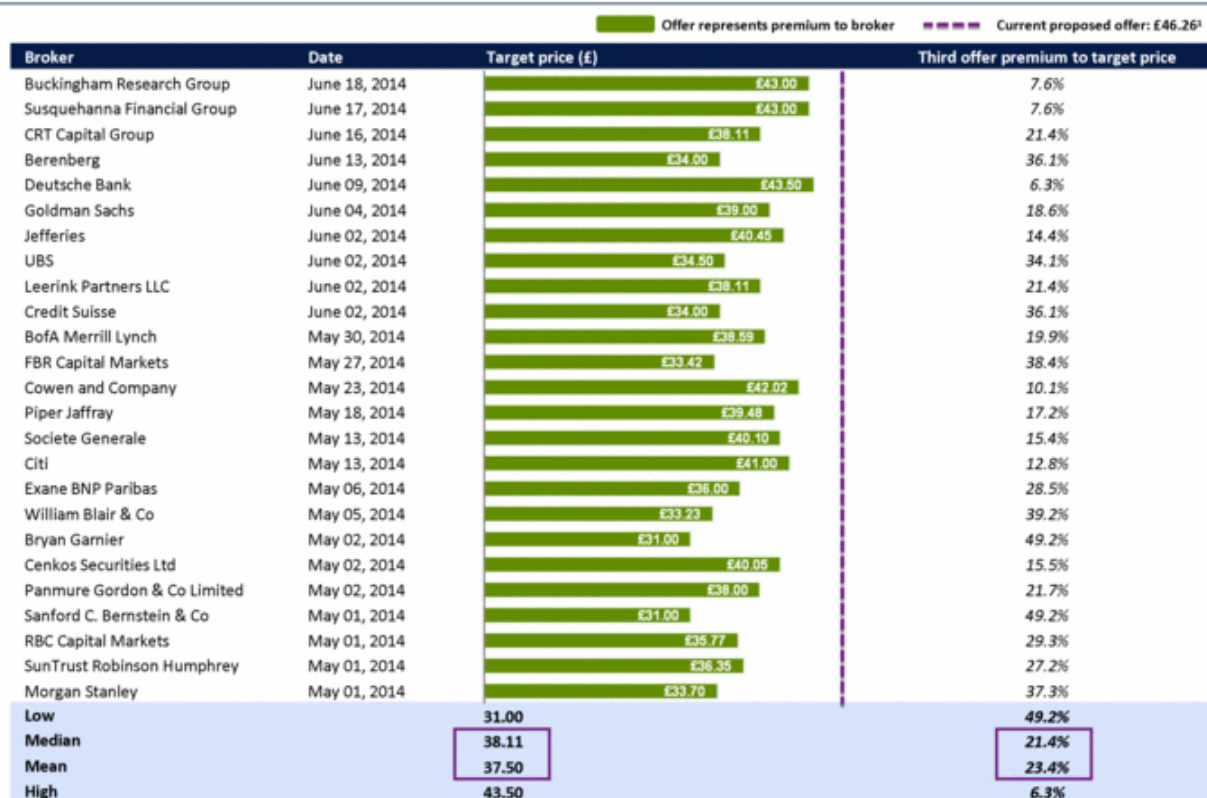 Offer represents premium to broker Current proposed offer: £46.26³
Broker Date Target price (£) Third offer premium to target price
Buckingham Research Group June 18, 2014 £43.00 7.6%
Susquehanna Financial Group June 17, 2014 £43.00 7.6%
CRT Capital Group June 16, 2014 £38.11 21.4%
Berenberg June 13, 2014 £34.00 36.1%
Deutsche Bank June 09, 2014 £43.50 6.3%
Goldman Sachs June 04, 2014 £39.00 18.6%
Jefferies June 02, 2014 £40.45 14.4%
UBS June 02, 2014 £34.50 34.1%
Leerink Partners LLC June 02, 2014 £38.11 21.4%
Credit Suisse June 02, 2014 £34.00 36.1%
BofA Merrill Lynch May 30, 2014 £38.59 19.9%
FBR Capital Markets May 27, 2014 £33.42 38.4%
Cowen and Company May 23, 2014 £42.02 10.1%
Piper Jaffray May 18, 2014 £39.48 17.2%
Societe Generale May 13, 2014 £40.10 15.4%
Citi May 13, 2014 £41.00 12.8%
Exane BNP Paribas May 06, 2014 £36.00 28.5%
William Blair & Co May 05, 2014 £33.23 39.2%
Bryan Garnier May 02, 2014 £31.00 49.2%
Cenkos Securities Ltd May 02, 2014 £40.05 15.5%
Panmure Gordon & Co Limited May 02, 2014 £38.00 21.7%
Sanford C. Bernstein & Co May 01, 2014 £31.00 49.2%
RBC Capital Markets May 01, 2014 £35.77 29.3%
SunTrust Robinson Humphrey May 01, 2014 £36.35 27.2%
Morgan Stanley May 01, 2014 £33.70 37.3%
Low 31.00 49.2%
Median 38.11 21.4%
Mean 37.50 23.4%
High 43.50 6.3%